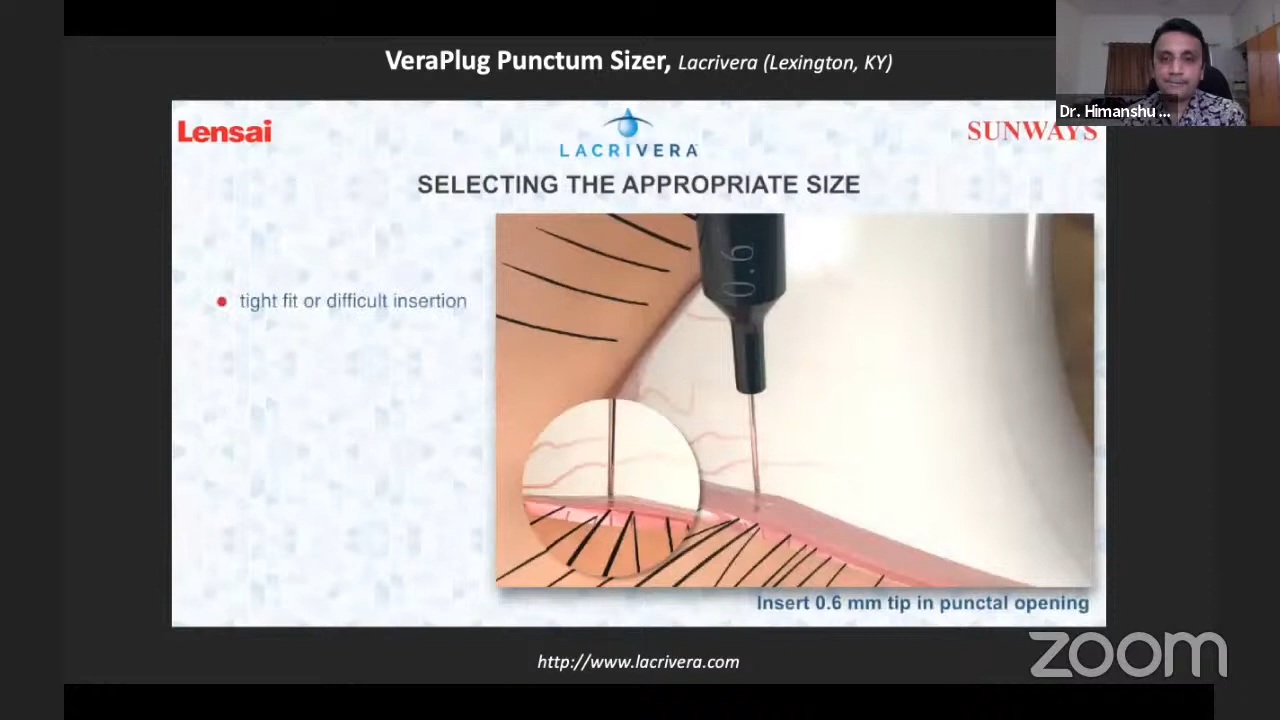 VeraPlug Punctum Sizer, Lacrivera (Lexington, KY)
Dr. Himanshu ...
Lensai
LACRIVERA
SUNWAYS
SELECTING THE APPROPRIATE SIZE
0.6
tight fit or difficult insertion
Insert 0.6 mm tip in punctal opening
http://www.lacrivera.com
zoom